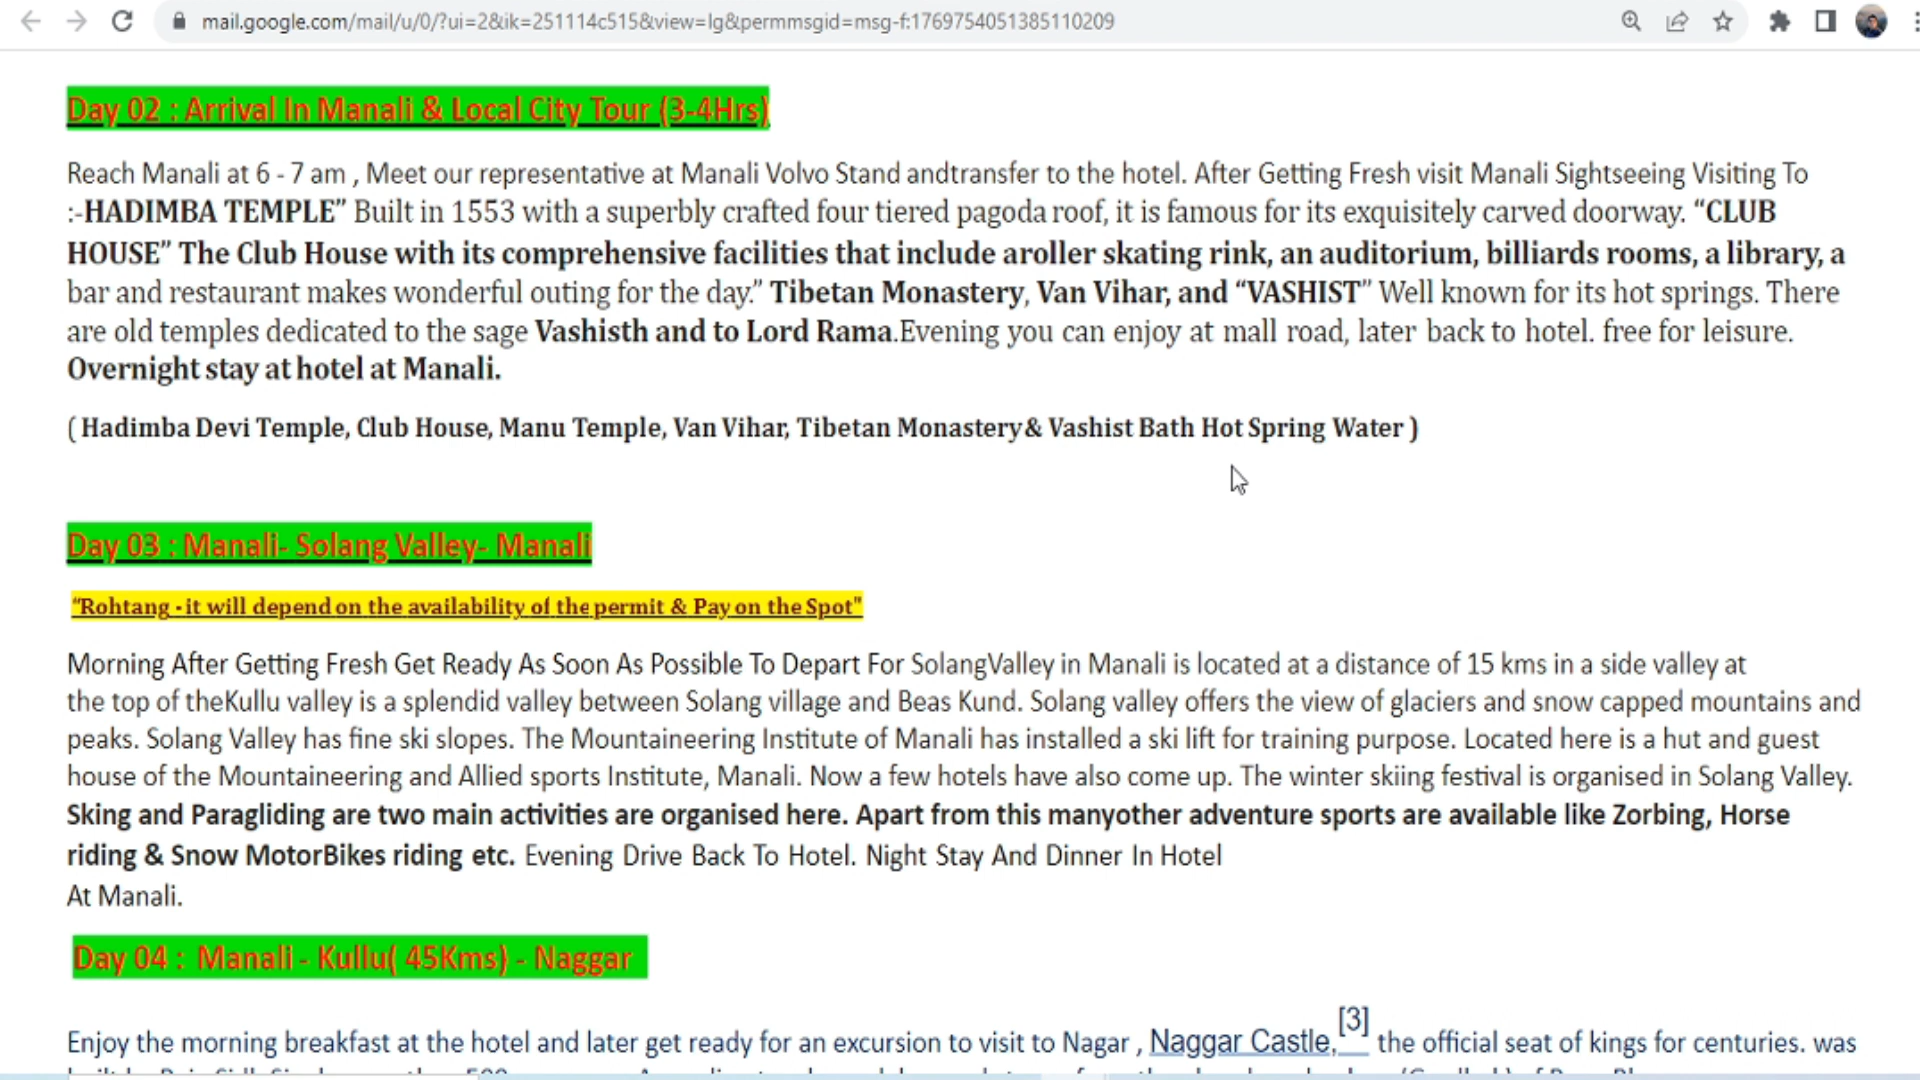 mail.google.com/mail/u/0/?ui=2&ik=251114c515&view=lg&permmsgid=msg-f:1769754051385110209
Day 02 : Arrival In Manali & Local City Tour (3-4Hrs)
Reach Manali at 6 - 7 am , Meet our representative at Manali Volvo Stand andtransfer to the hotel. After Getting Fresh visit Manali Sightseeing Visiting To
:-HADIMBA TEMPLE” Built in 1553 with a superbly crafted four tiered pagoda roof, it is famous for its exquisitely carved doorway. “CLUB
HOUSE” The Club House with its comprehensive facilities that include aroller skating rink, an auditorium, billiards rooms, a library, a
bar and restaurant makes wonderful outing for the day.” Tibetan Monastery, Van Vihar, and “VASHIST” Well known for its hot springs. There
are old temples dedicated to the sage Vashisth and to Lord Rama.Evening you can enjoy at mall road, later back to hotel. free for leisure.
Overnight stay at hotel at Manali.
( Hadimba Devi Temple, Club House, Manu Temple, Van Vihar, Tibetan Monastery& Vashist Bath Hot Spring Water )
Day 03 : Manali- Solang Valley- Manali
“Rohtang - it will depend on the availability of the permit & Pay on the Spot"
Morning After Getting Fresh Get Ready As Soon As Possible To Depart For SolangValley in Manali is located at a distance of 15 kms in a side valley at
the top of theKullu valley is a splendid valley between Solang village and Beas Kund. Solang valley offers the view of glaciers and snow capped mountains and
peaks. Solang Valley has fine ski slopes. The Mountaineering Institute of Manali has installed a ski lift for training purpose. Located here is a hut and guest
house of the Mountaineering and Allied sports Institute, Manali. Now a few hotels have also come up. The winter skiing festival is organised in Solang Valley.
Sking and Paragliding are two main activities are organised here. Apart from this manyother adventure sports are available like Zorbing, Horse
riding & Snow MotorBikes riding etc. Evening Drive Back To Hotel. Night Stay And Dinner In Hotel
At Manali.
Day 04 : Manali - Kullu( 45Kms) - Naggar
Enjoy the morning breakfast at the hotel and later get ready for an excursion to visit to Nagar , Naggar Castle,[3] the official seat of kings for centuries. was